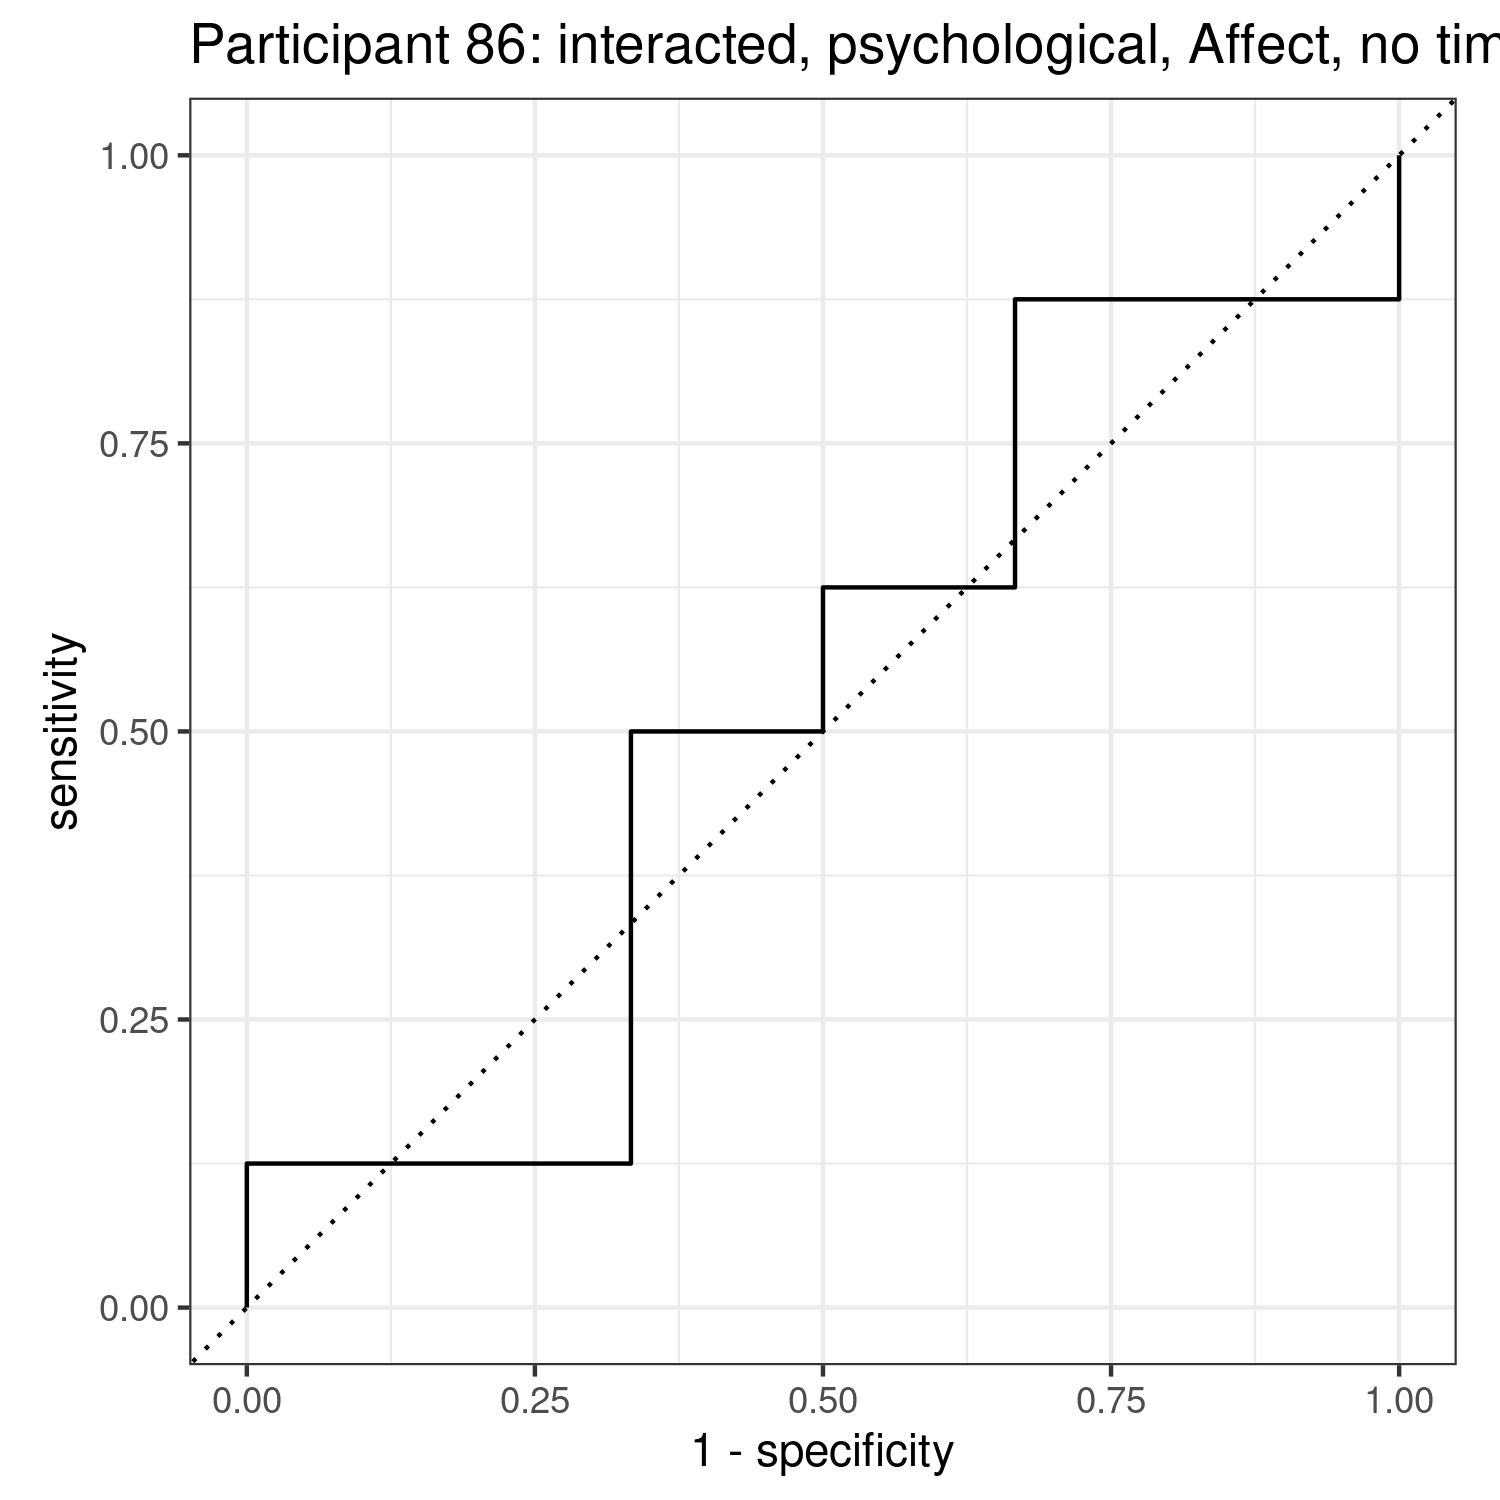 Participant 86: interacted, psychological, Affect, no tim
1.00
0.75
0.50
0.25
0.00
sensitivity
0.00 0.25 0.50 0.75 1.00
1 - specificity